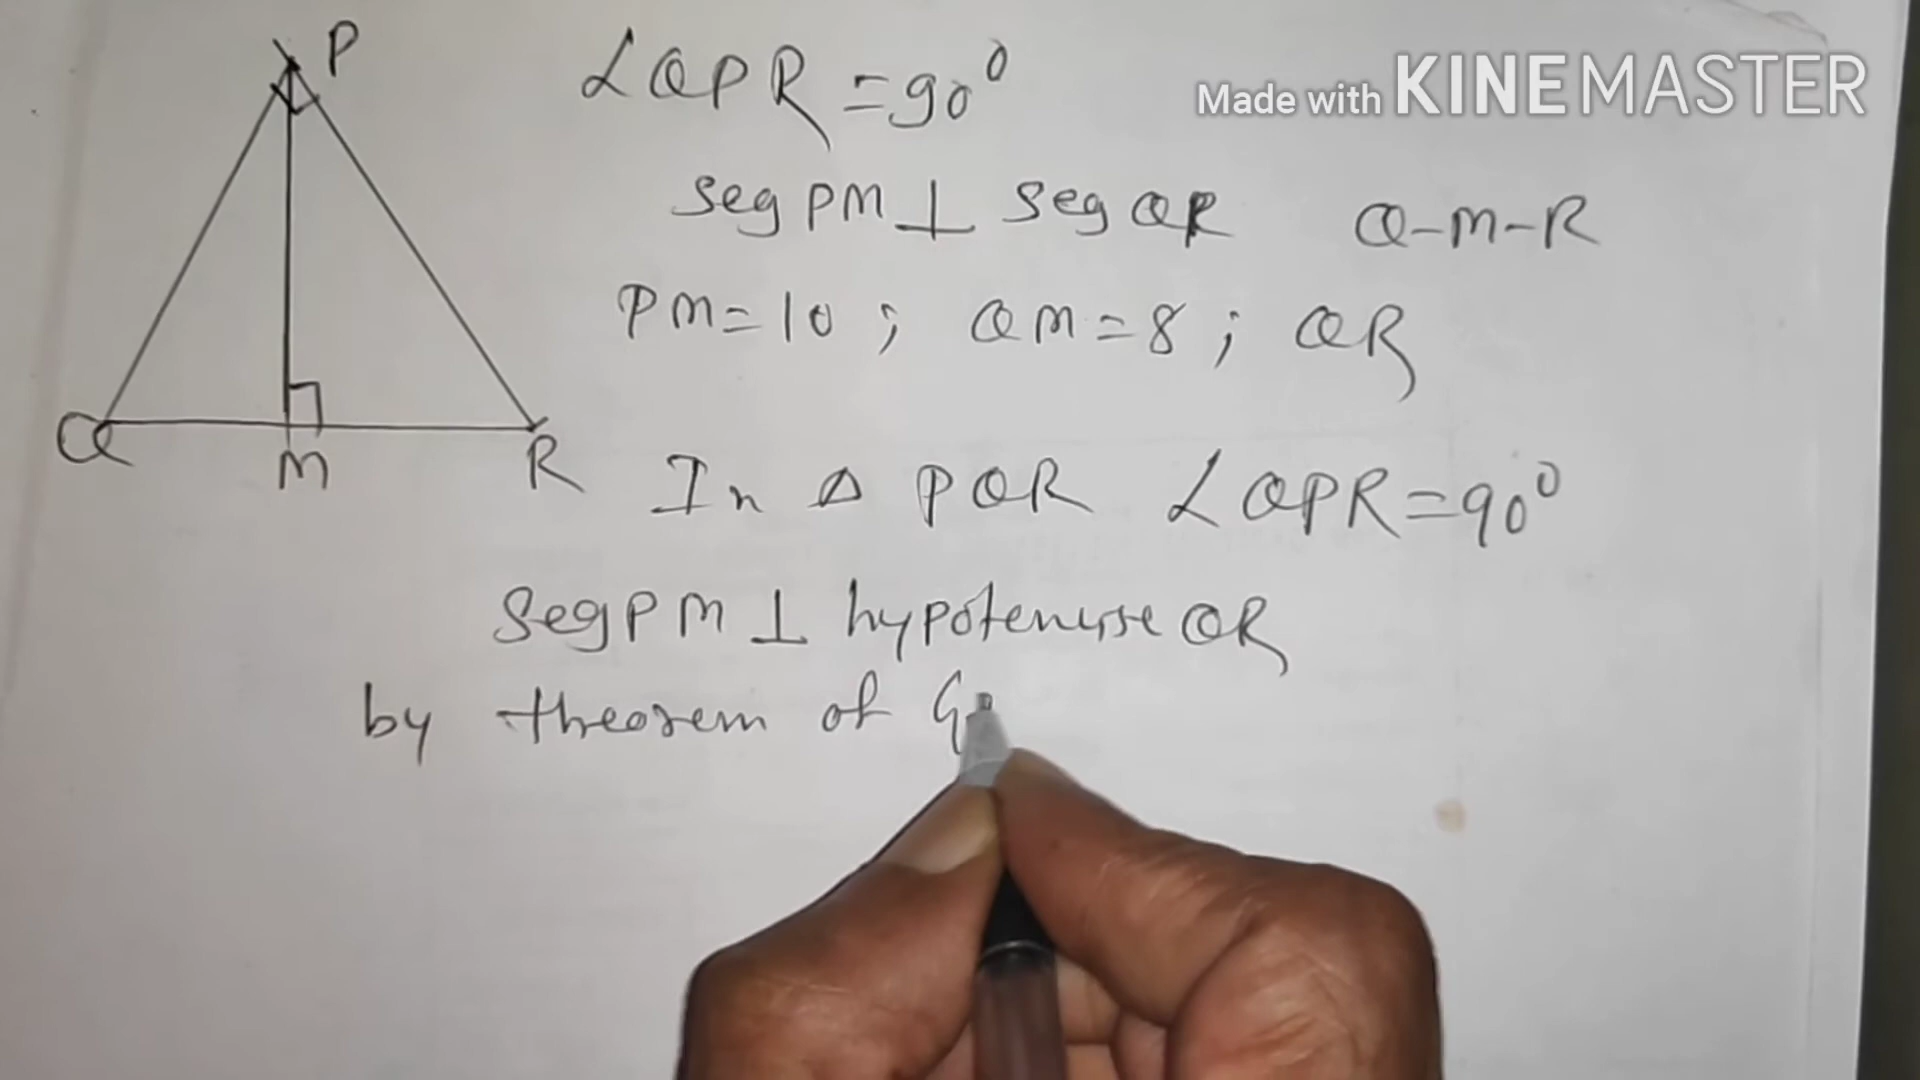 P
∠QPR = 90°
Made with KINEMASTER
seg PM ⊥ seg QR Q-M-R
PM = 10 ; QM = 8 ; QR
Q
M
R
In △ PQR ∠QPR = 90°
seg PM ⊥ hypotenuse QR
by theorem of